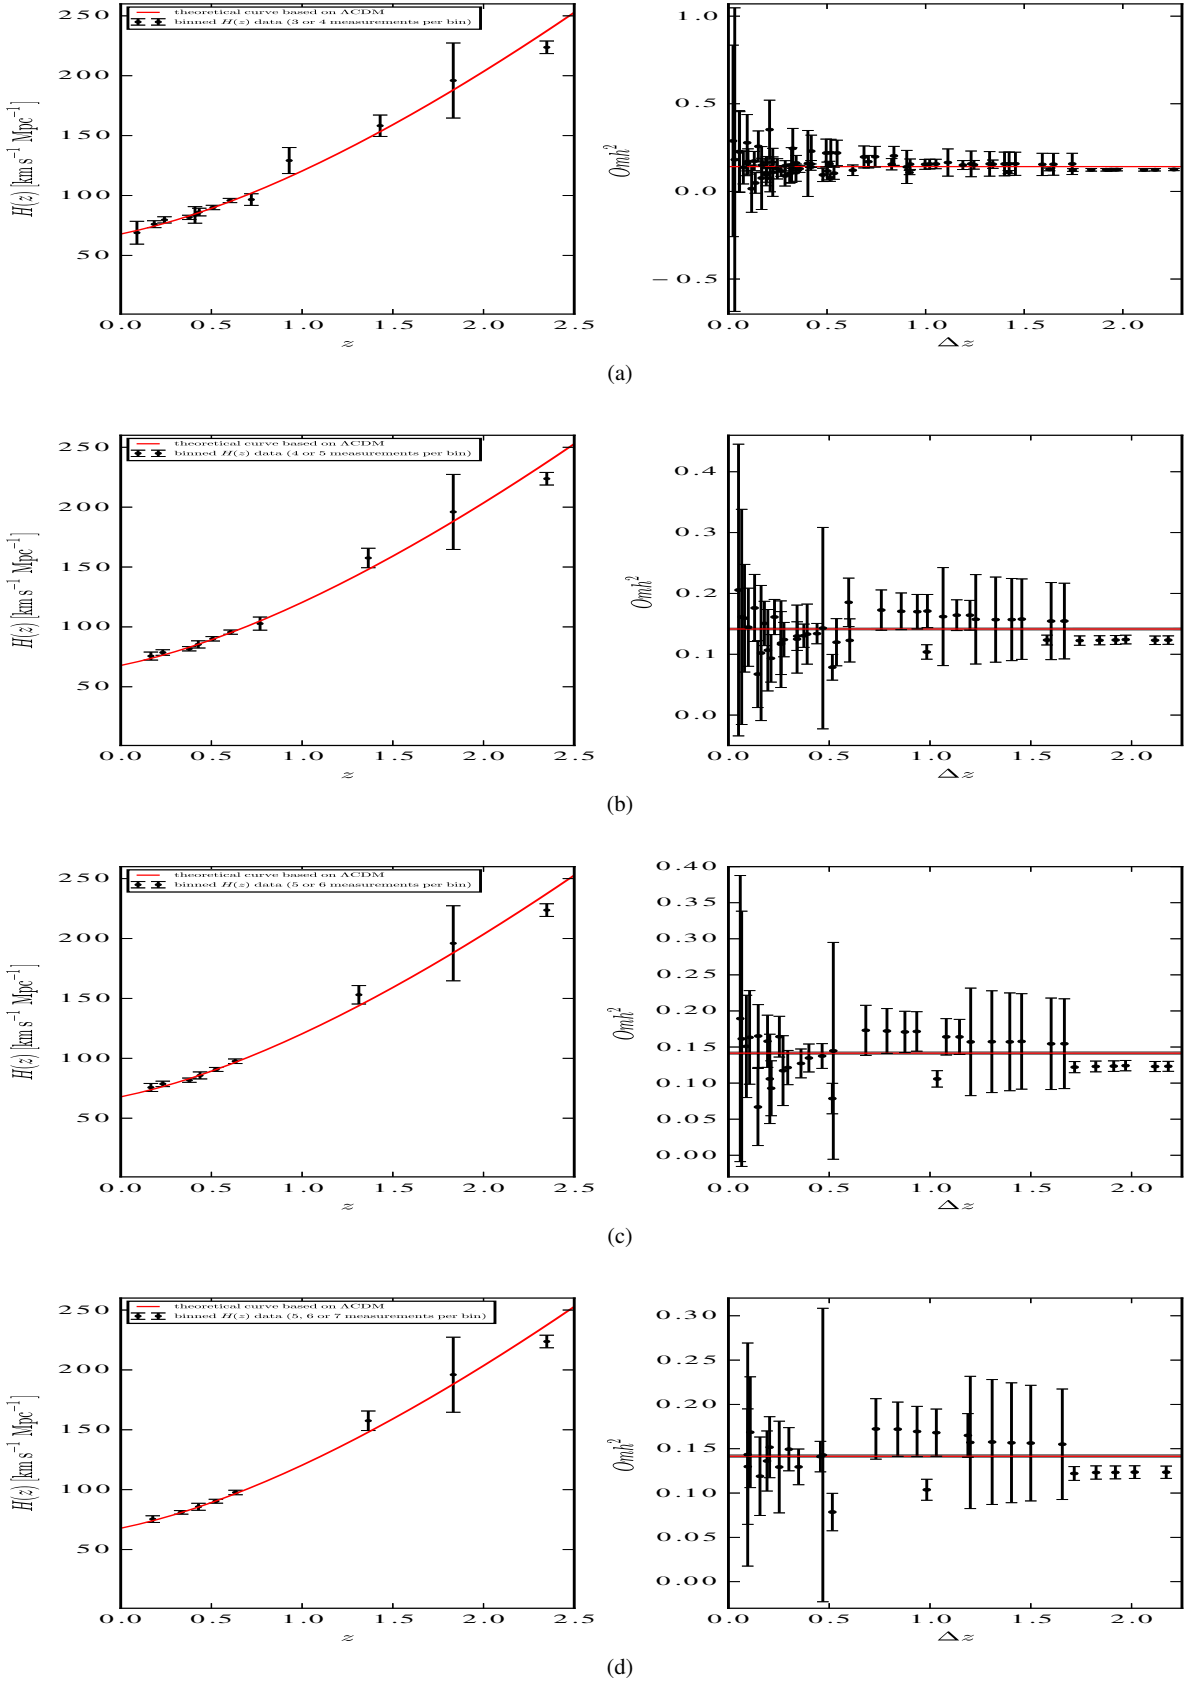 theoretical curve based on ΛCDM
binned H(z) data (3 or 4 measurements per bin)
H(z) [km s⁻¹ Mpc⁻¹]
250
200
150
100
50
0.0 0.5 1.0 1.5 2.0 2.5
z
Omh²
1.0
0.5
0.0
−0.5
0.0 0.5 1.0 1.5 2.0
Δz
(a)
theoretical curve based on ΛCDM
binned H(z) data (4 or 5 measurements per bin)
H(z) [km s⁻¹ Mpc⁻¹]
250
200
150
100
50
0.0 0.5 1.0 1.5 2.0 2.5
z
Omh²
0.4
0.3
0.2
0.1
0.0
0.0 0.5 1.0 1.5 2.0
Δz
(b)
theoretical curve based on ΛCDM
binned H(z) data (5 or 6 measurements per bin)
H(z) [km s⁻¹ Mpc⁻¹]
250
200
150
100
50
0.0 0.5 1.0 1.5 2.0 2.5
z
Omh²
0.40
0.35
0.30
0.25
0.20
0.15
0.10
0.05
0.00
0.0 0.5 1.0 1.5 2.0
Δz
(c)
theoretical curve based on ΛCDM
binned H(z) data (5, 6 or 7 measurements per bin)
H(z) [km s⁻¹ Mpc⁻¹]
250
200
150
100
50
0.0 0.5 1.0 1.5 2.0 2.5
z
Omh²
0.30
0.25
0.20
0.15
0.10
0.05
0.00
0.0 0.5 1.0 1.5 2.0
Δz
(d)